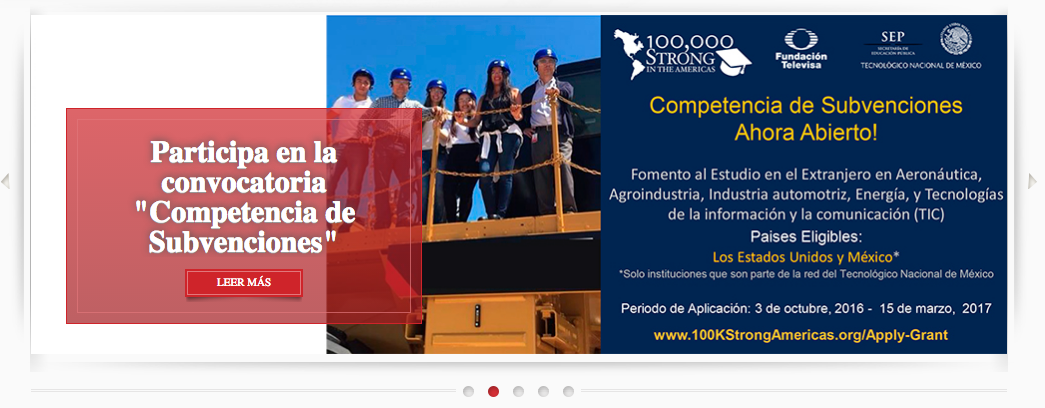 Participa en la
convocatoria
"Competencia de
Subvenciones"
LEER MÁS
100,000
STRONG
IN THE AMERICAS
Fundación
Televisa
SEP
SECRETARÍA DE
EDUCACIÓN PÚBLICA
TECNOLÓGICO NACIONAL DE MÉXICO
Competencia de Subvenciones
Ahora Abierto!
Fomento al Estudio en el Extranjero en Aeronáutica,
Agroindustria, Industria automotriz, Energía, y Tecnologías
de la información y la comunicación (TIC)
Paises Eligibles:
Los Estados Unidos y México*
*Solo instituciones que son parte de la red del Tecnológico Nacional de México
Periodo de Aplicación: 3 de octubre, 2016 - 15 de marzo, 2017
www.100KStrongAmericas.org/Apply-Grant